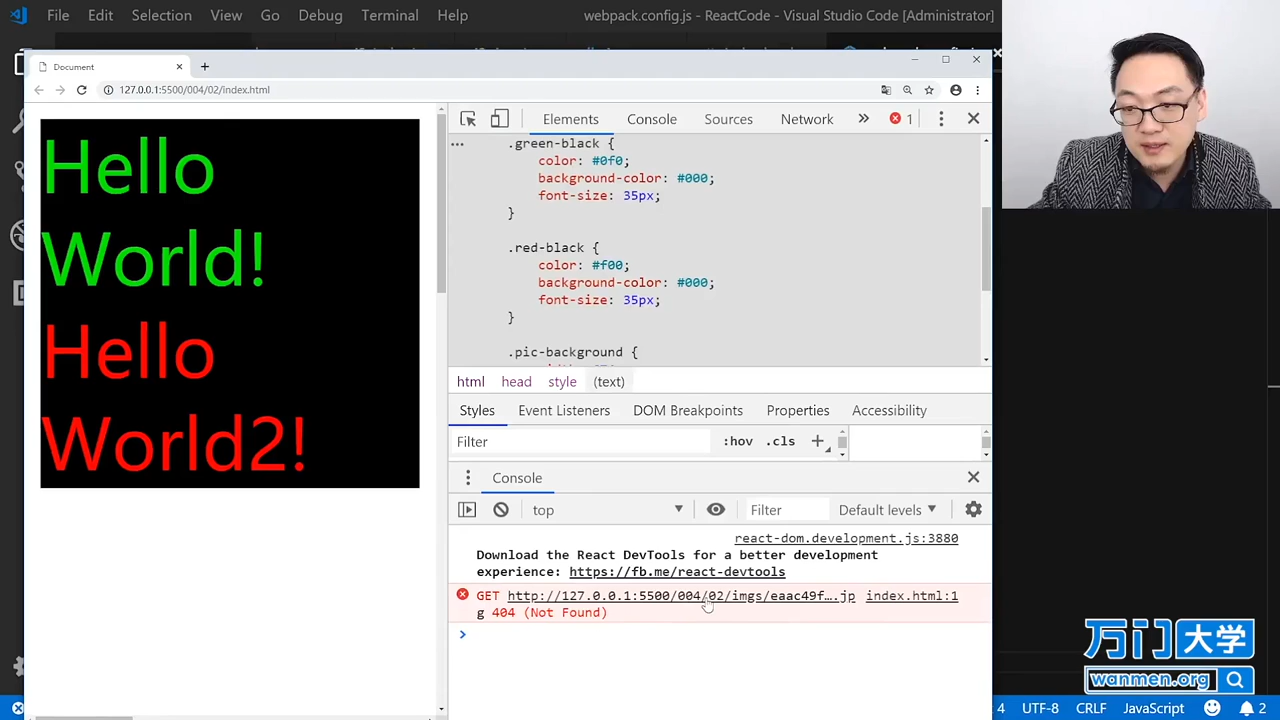 File Edit Selection View Go Debug Terminal Help webpack.config.js - ReactCode - Visual Studio Code [Administrator]
Document
127.0.0.1:5500/004/02/index.html
Hello
World!
Hello
World2!
Elements Console Sources Network » 1
.green-black {
color: #0f0;
background-color: #000;
font-size: 35px;
}
.red-black {
color: #f00;
background-color: #000;
font-size: 35px;
}
.pic-background {
html head style (text)
Styles Event Listeners DOM Breakpoints Properties Accessibility
Filter :hov .cls +
Console
top Filter Default levels
react-dom.development.js:3880
Download the React DevTools for a better development
experience: https://fb.me/react-devtools
GET http://127.0.0.1:5500/004/02/imgs/eaac49f….jp index.html:1
g 404 (Not Found)
>
万门大学
wanmen.org
4 UTF-8 CRLF JavaScript 2